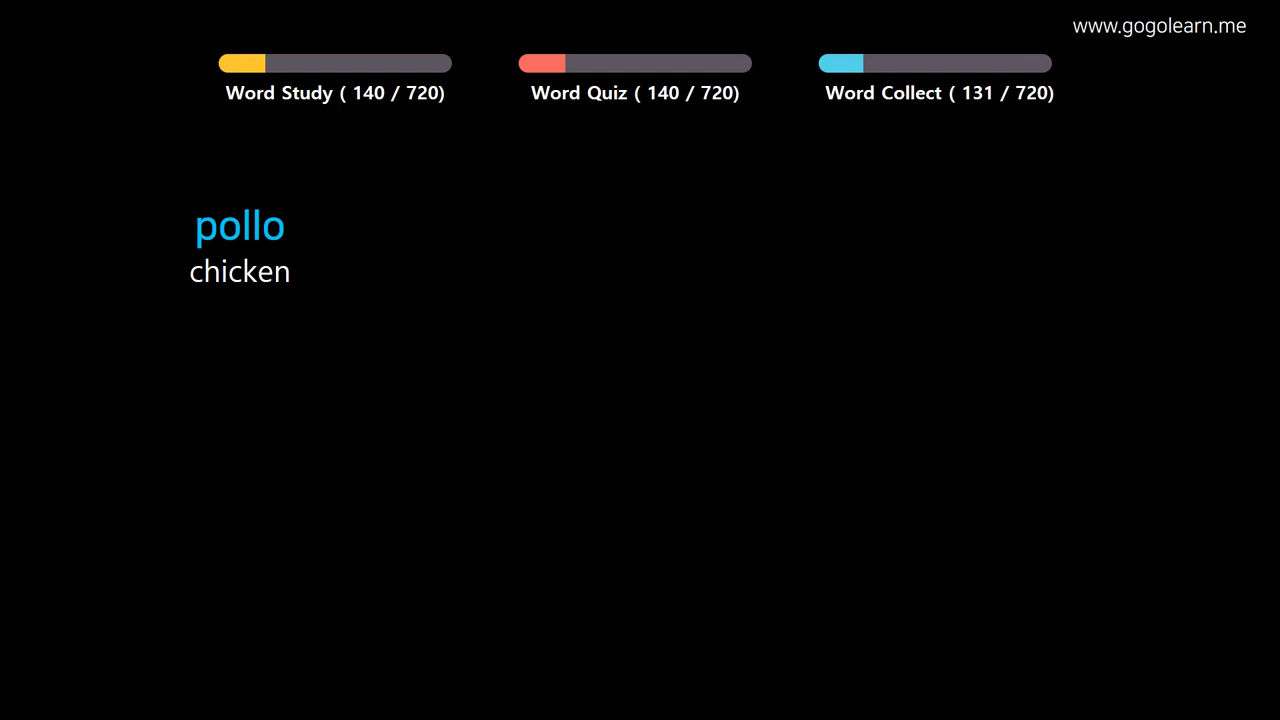 www.gogolearn.me
Word Study ( 140 / 720)
Word Quiz ( 140 / 720)
Word Collect ( 131 / 720)
pollo
chicken